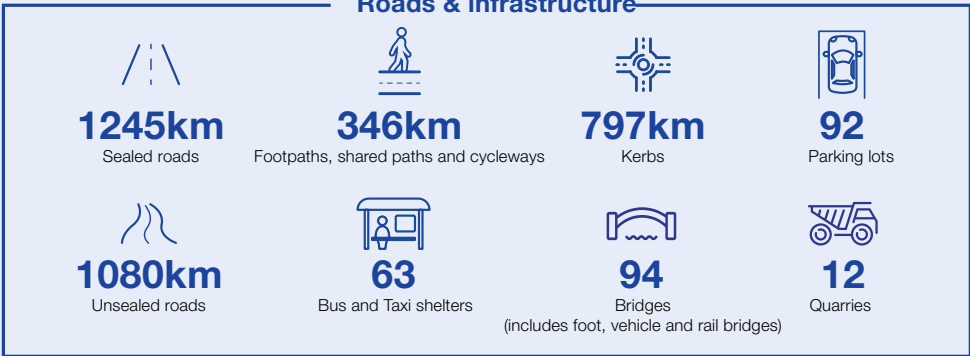 Roads & Infrastructure
1245km
Sealed roads
346km
Footpaths, shared paths and cycleways
797km
Kerbs
92
Parking lots
1080km
Unsealed roads
63
Bus and Taxi shelters
94
Bridges
(includes foot, vehicle and rail bridges)
12
Quarries